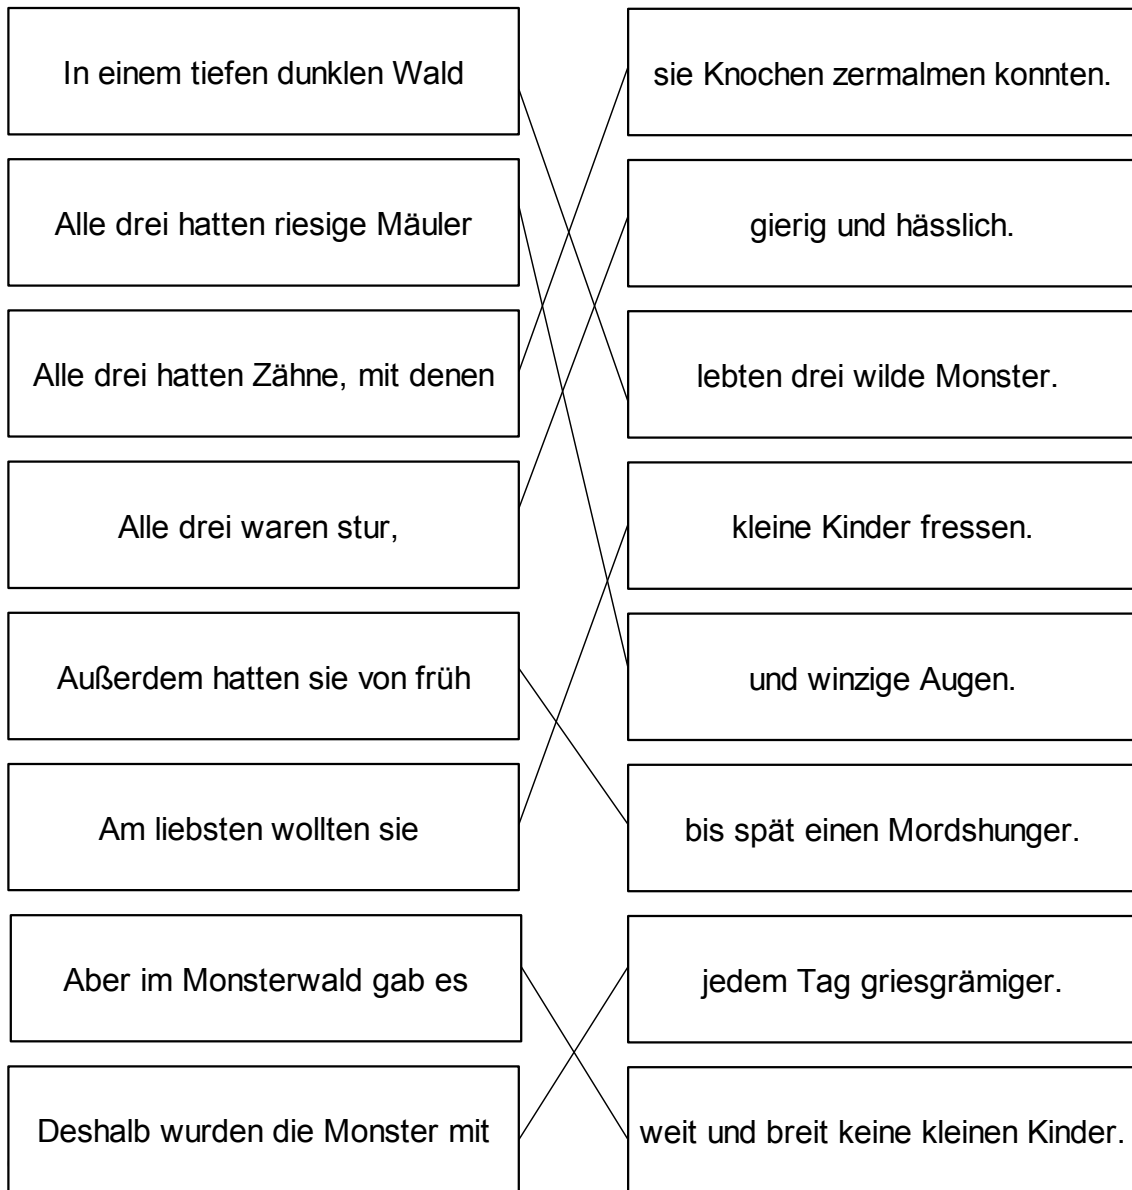 In einem tiefen dunklen Wald
sie Knochen zermalmen konnten.
Alle drei hatten riesige Mäuler
gierig und hässlich.
Alle drei hatten Zähne, mit denen
lebten drei wilde Monster.
Alle drei waren stur,
kleine Kinder fressen.
Außerdem hatten sie von früh
und winzige Augen.
Am liebsten wollten sie
bis spät einen Mordshunger.
Aber im Monsterwald gab es
jedem Tag griesgrämiger.
Deshalb wurden die Monster mit
weit und breit keine kleinen Kinder.